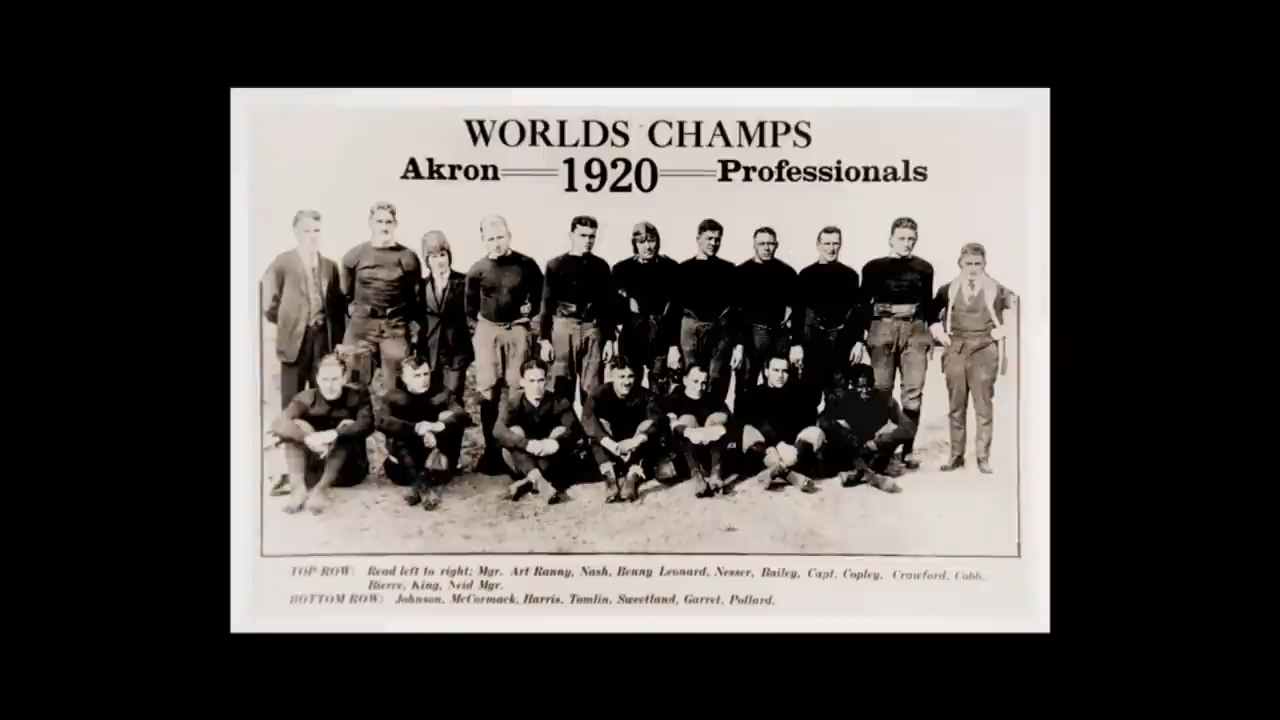 WORLDS CHAMPS
Akron 1920 Professionals
TOP ROW: Read left to right: Mgr. Art Ranny, Nash, Benny Leonard, Nesser, Bailey, Capt. Copley, Crawford, Cobb,
Bierce, King, Neid Mgr.
BOTTOM ROW: Johnson, McCormack, Harris, Tomlin, Sweetland, Garret, Pollard.